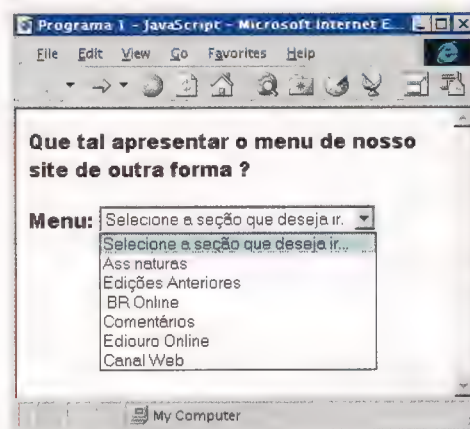 Programa 1 - JavaScript - Microsoft Internet E...
File Edit View Go Favorites Help
Que tal apresentar o menu de nosso
site de outra forma ?
Menu: Selecione a seção que deseja ir.
Selecione a seção que deseja ir...
Ass naturas
Edições Anteriores
BR Online
Comentários
Ediouro Online
Canal Web
My Computer